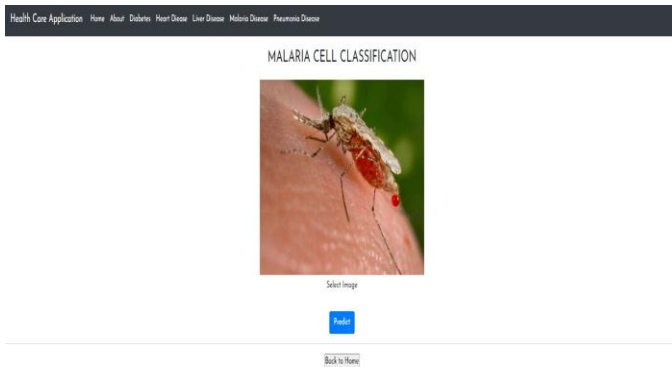 Health Care Application Home About Diabetes Heart Diease Liver Disease Malaria Disease Pneumonia Disease
MALARIA CELL CLASSIFICATION
Select Image
Predict
Back to Home